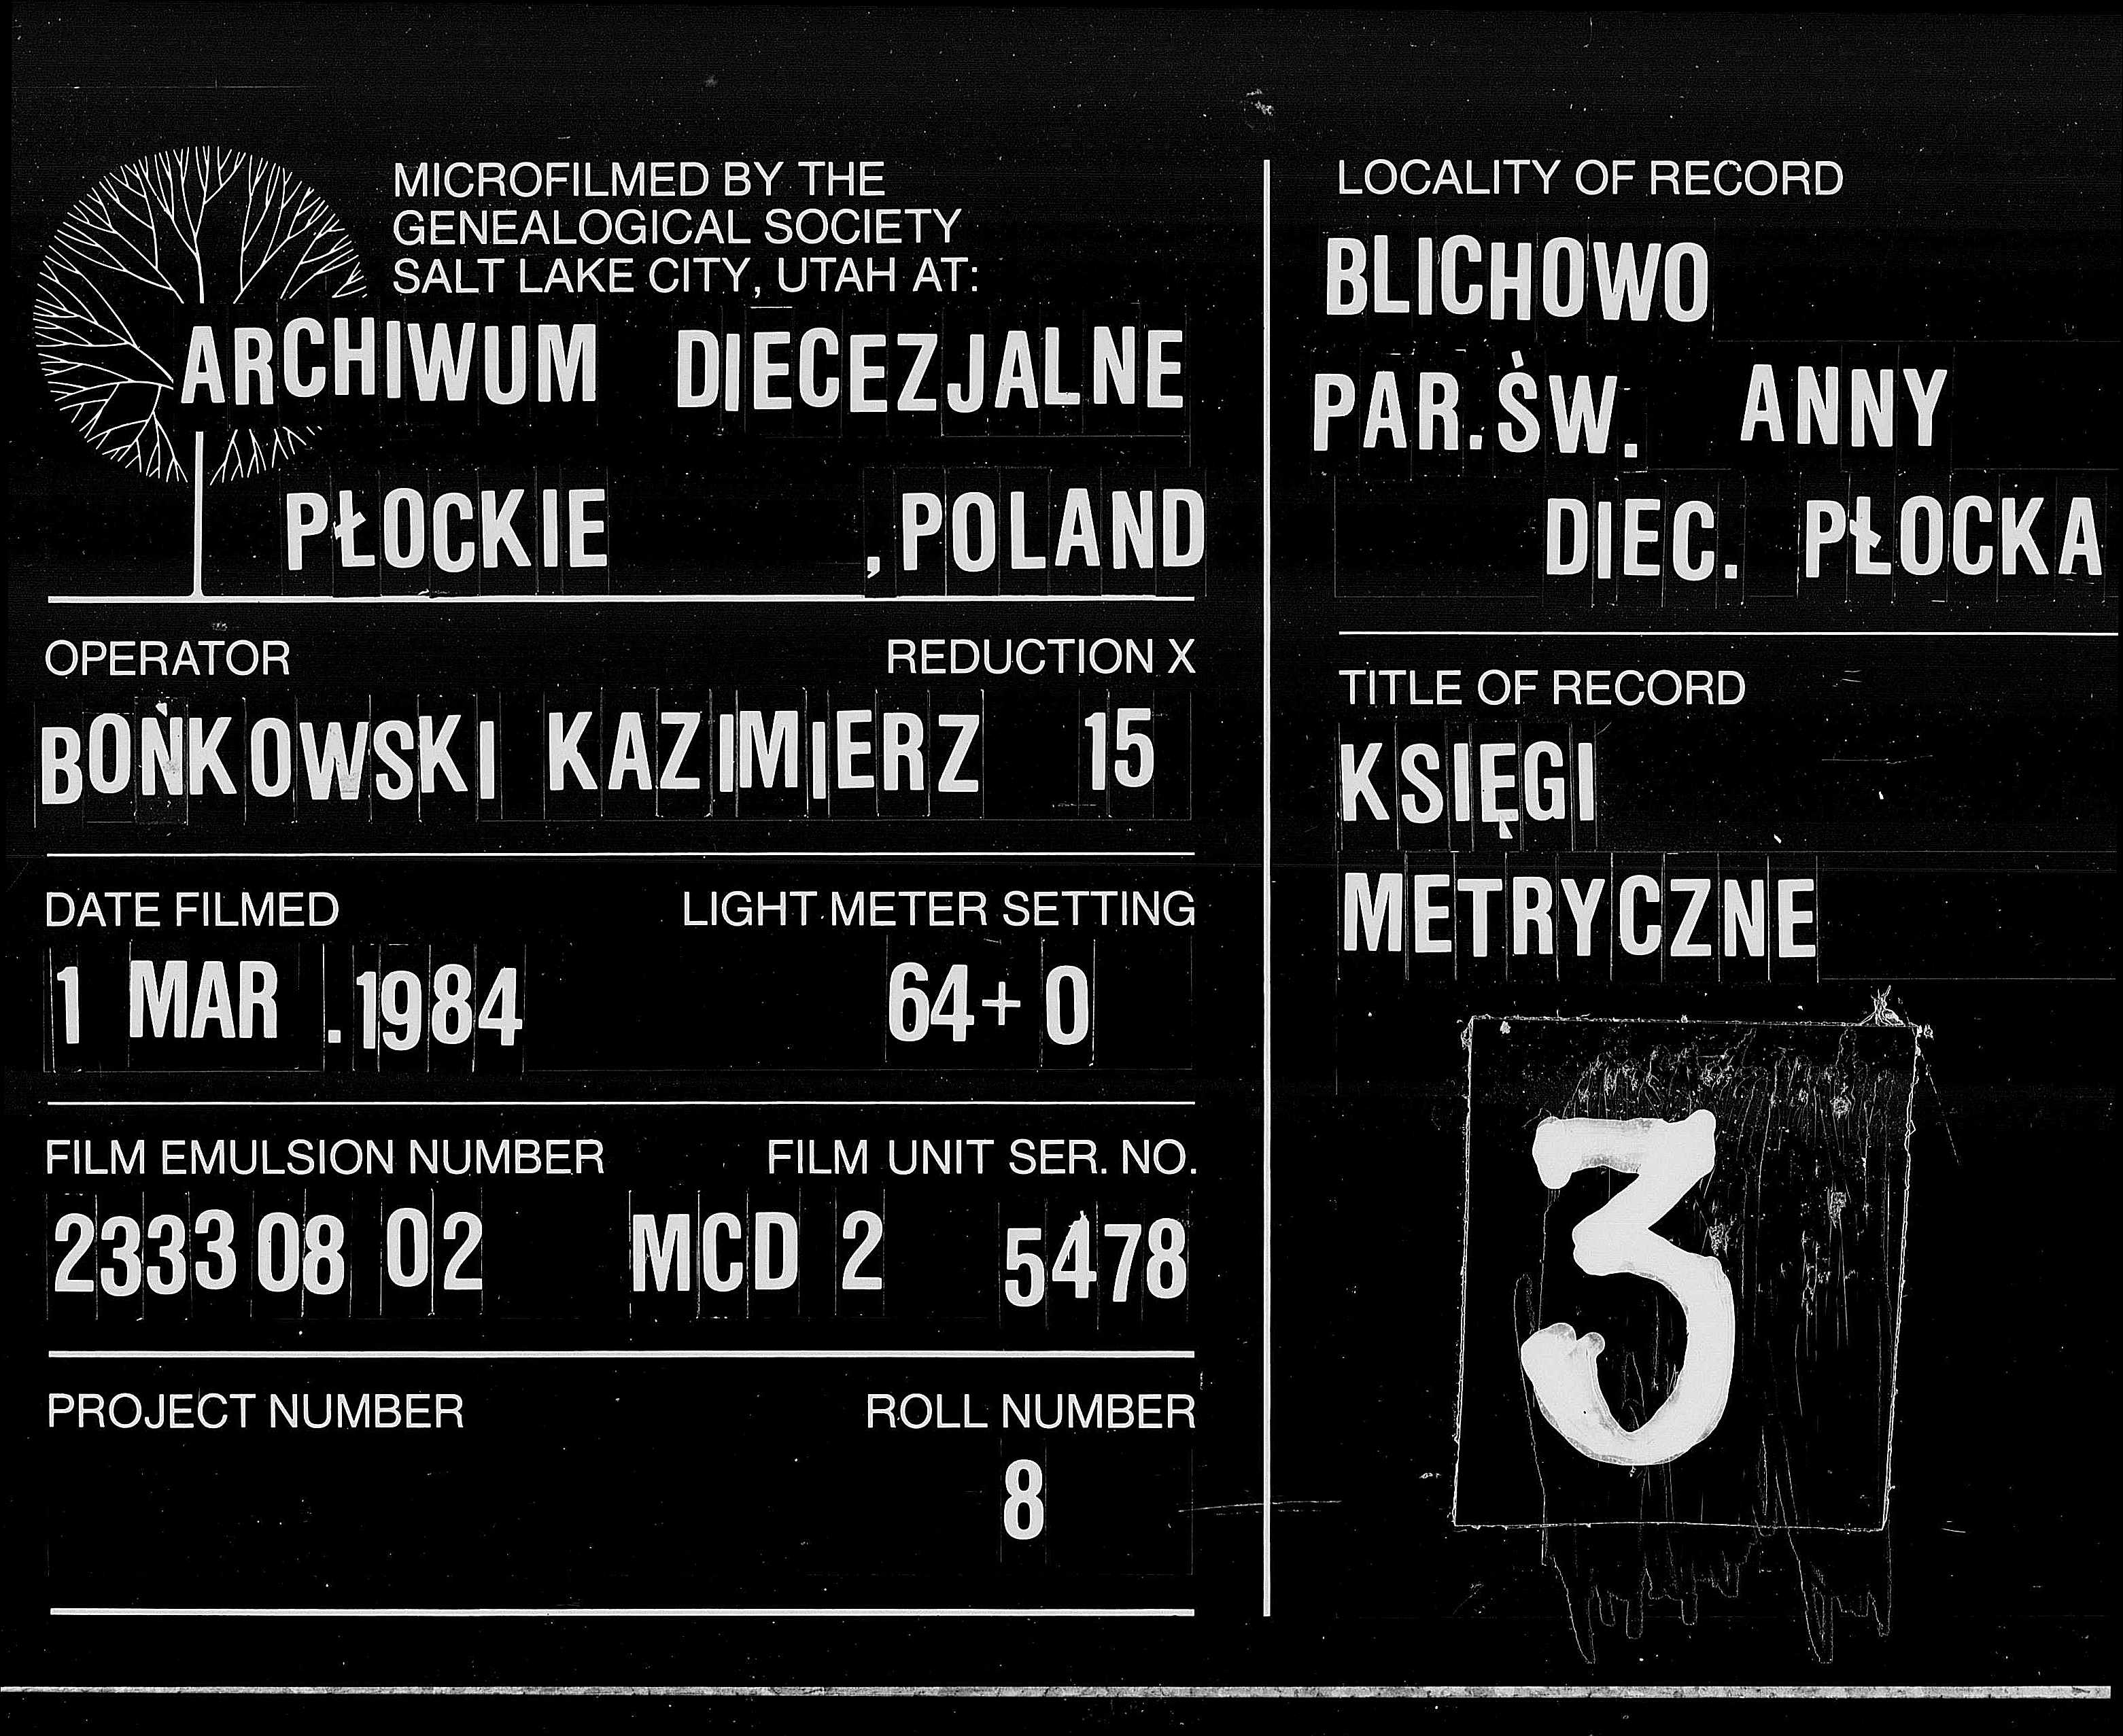 MICROFILMED BY THE
GENEALOGICAL SOCIETY
SALT LAKE CITY, UTAH AT:
ARCHIWUM DIECEZJALNE
PŁOCKIE , POLAND
OPERATOR REDUCTION X
BOŃKOWSKI KAZIMIERZ 15
DATE FILMED LIGHT METER SETTING
1 MAR . 1984 64+ 0
FILM EMULSION NUMBER FILM UNIT SER. NO.
2333 08 02 MCD 2 5478
PROJECT NUMBER ROLL NUMBER
8
LOCALITY OF RECORD
BLICHOWO
PAR. ŚW. ANNY
DIEC. PŁOCKA
TITLE OF RECORD
KSIĘGI
METRYCZNE
3